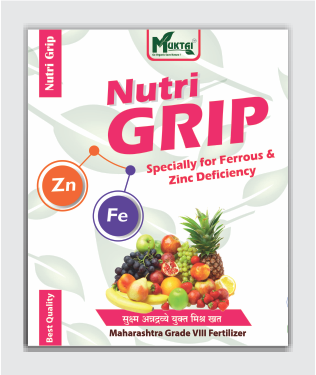 Nutri Grip
MUKTAI
Nutri
GRIP
Specially for Ferrous &
Zinc Deficiency
Zn
Fe
Best Quality
सुक्ष्म अन्नद्रव्ये युक्त मिश्र खत
Maharashtra Grade VIII Fertilizer